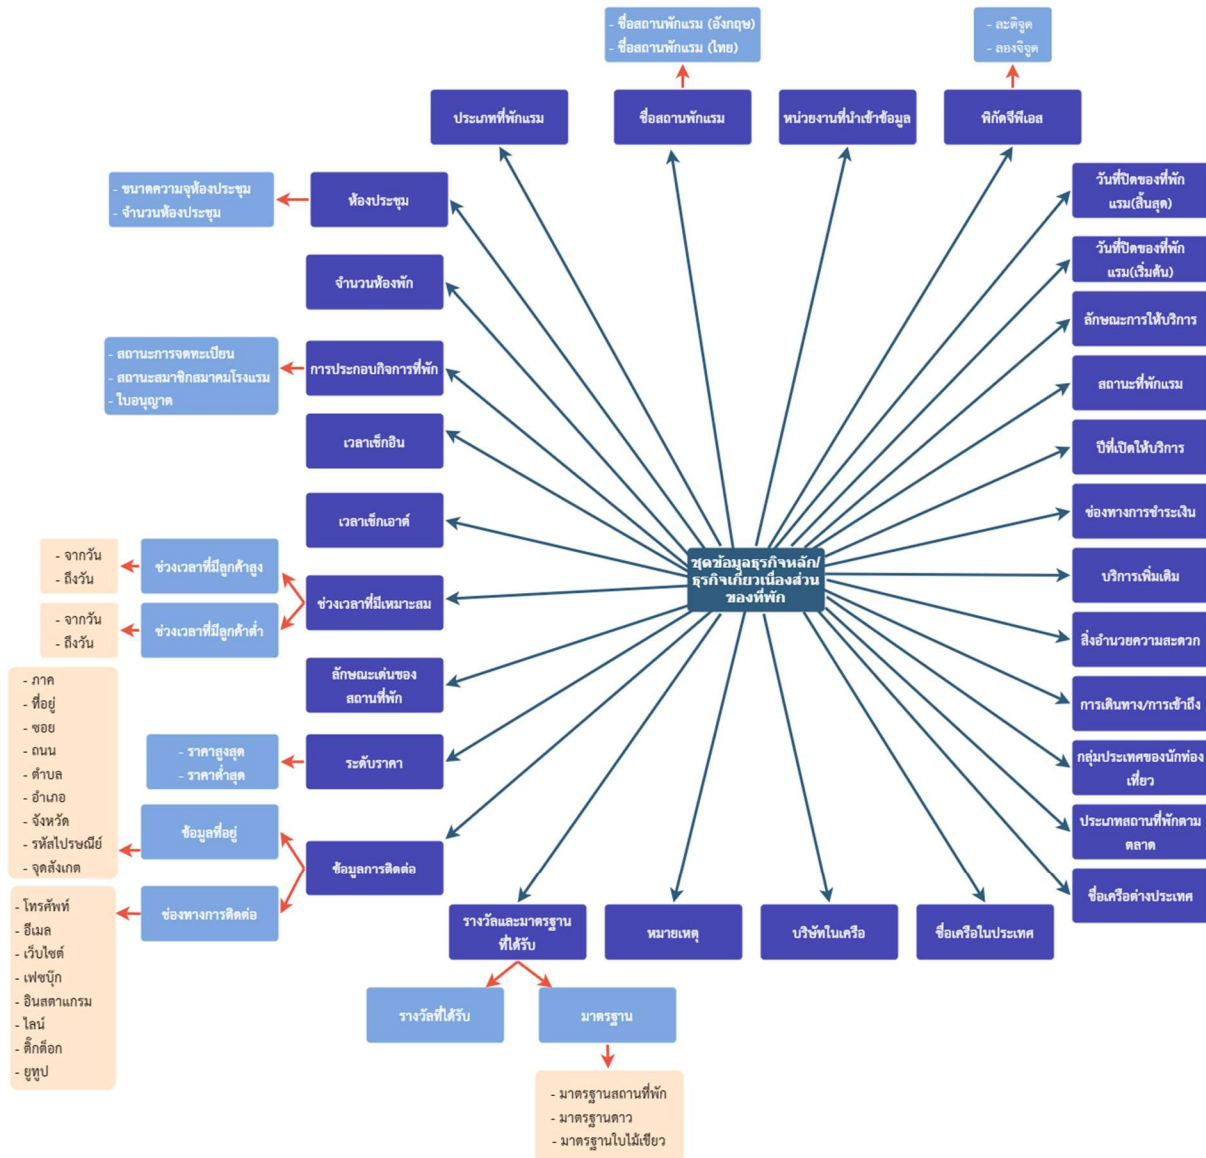 - ชื่อสถานพักแรม (อังกฤษ)
- ชื่อสถานพักแรม (ไทย)
- ละติจูด
- ลองจิจูด
ประเภทที่พักแรม
ชื่อสถานพักแรม
หน่วยงานที่นำเข้าข้อมูล
พิกัดจีพีเอส
- ขนาดความจุห้องประชุม
- จำนวนห้องประชุม
ห้องประชุม
วันที่ปิดของที่พัก
แรม(สิ้นสุด)
จำนวนห้องพัก
วันที่ปิดของที่พัก
แรม(เริ่มต้น)
ลักษณะการให้บริการ
- สถานะการจดทะเบียน
- สถานะสมาชิกสมาคมโรงแรม
- ใบอนุญาต
การประกอบกิจการที่พัก
สถานะที่พักแรม
เวลาเช็กอิน
ปีที่เปิดให้บริการ
เวลาเช็กเอาต์
ช่องทางการชำระเงิน
ชุดข้อมูลธุรกิจหลัก/
ธุรกิจเกี่ยวเนื่องส่วน
ของที่พัก
- จากวัน
- ถึงวัน
ช่วงเวลาที่มีลูกค้าสูง
บริการเพิ่มเติม
ช่วงเวลาที่มีเหมาะสม
- จากวัน
- ถึงวัน
ช่วงเวลาที่มีลูกค้าต่ำ
สิ่งอำนวยความสะดวก
ลักษณะเด่นของ
สถานที่พัก
การเดินทาง/การเข้าถึง
- ราคาสูงสุด
- ราคาต่ำสุด
ระดับราคา
กลุ่มประเทศของนักท่อง
เที่ยว
- ภาค
- ที่อยู่
- ซอย
- ถนน
- ตำบล
- อำเภอ
- จังหวัด
- รหัสไปรษณีย์
- จุดสังเกต
ข้อมูลที่อยู่
ข้อมูลการติดต่อ
ประเภทสถานที่พักตาม
ตลาด
ชื่อเครือต่างประเทศ
- โทรศัพท์
- อีเมล
- เว็บไซต์
- เฟซบุ๊ก
- อินสตาแกรม
- ไลน์
- ติ๊กต็อก
- ยูทูป
ช่องทางการติดต่อ
รางวัลและมาตรฐาน
ที่ได้รับ
หมายเหตุ
บริษัทในเครือ
ชื่อเครือในประเทศ
รางวัลที่ได้รับ
มาตรฐาน
- มาตรฐานสถานที่พัก
- มาตรฐานดาว
- มาตรฐานใบไม้เขียว